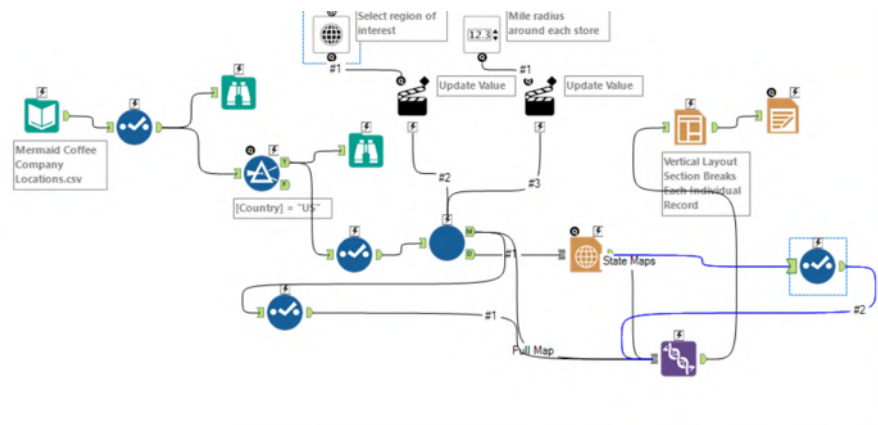 Select region of
interest
Mile radius
around each store
12.3
#1
#1
Update Value
Update Value
Mermaid Coffee
Company
Locations.csv
T
F
[Country] = "US"
#2
#3
Vertical Layout
Section Breaks
Each Individual
Record
M
D
#1
State Maps
#1
#2
Full Map